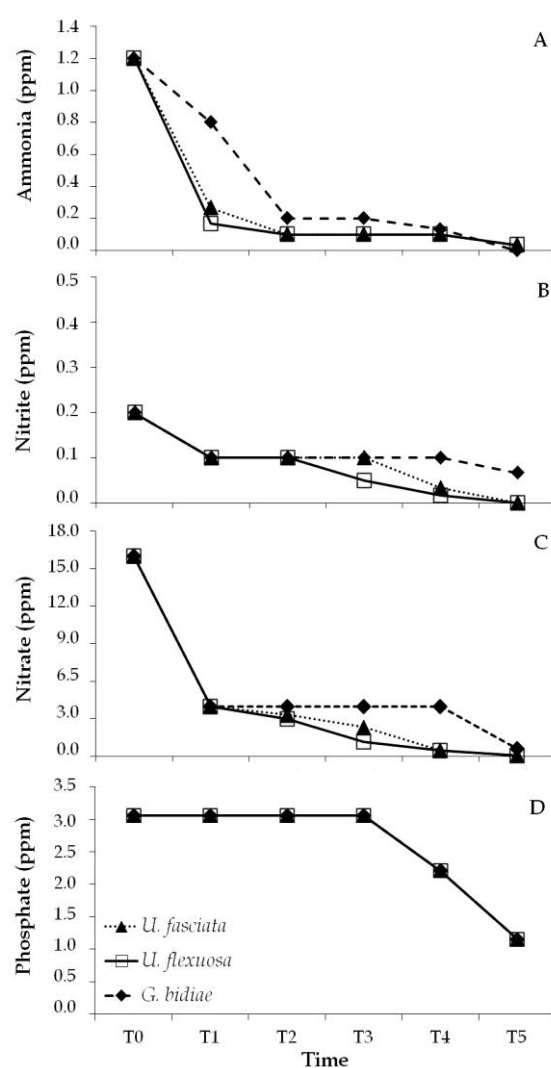 A
Ammonia (ppm)
1.4
1.2
1.0
0.8
0.6
0.4
0.2
0.0
B
Nitrite (ppm)
0.5
0.4
0.3
0.2
0.1
0.0
C
Nitrate (ppm)
18.0
15.0
12.0
9.0
6.5
3.0
0.0
D
Phosphate (ppm)
3.5
3.0
2.5
2.0
1.5
1.0
0.5
0.0
U. fasciata
U. flexuosa
G. bidiae
T0 T1 T2 T3 T4 T5
Time